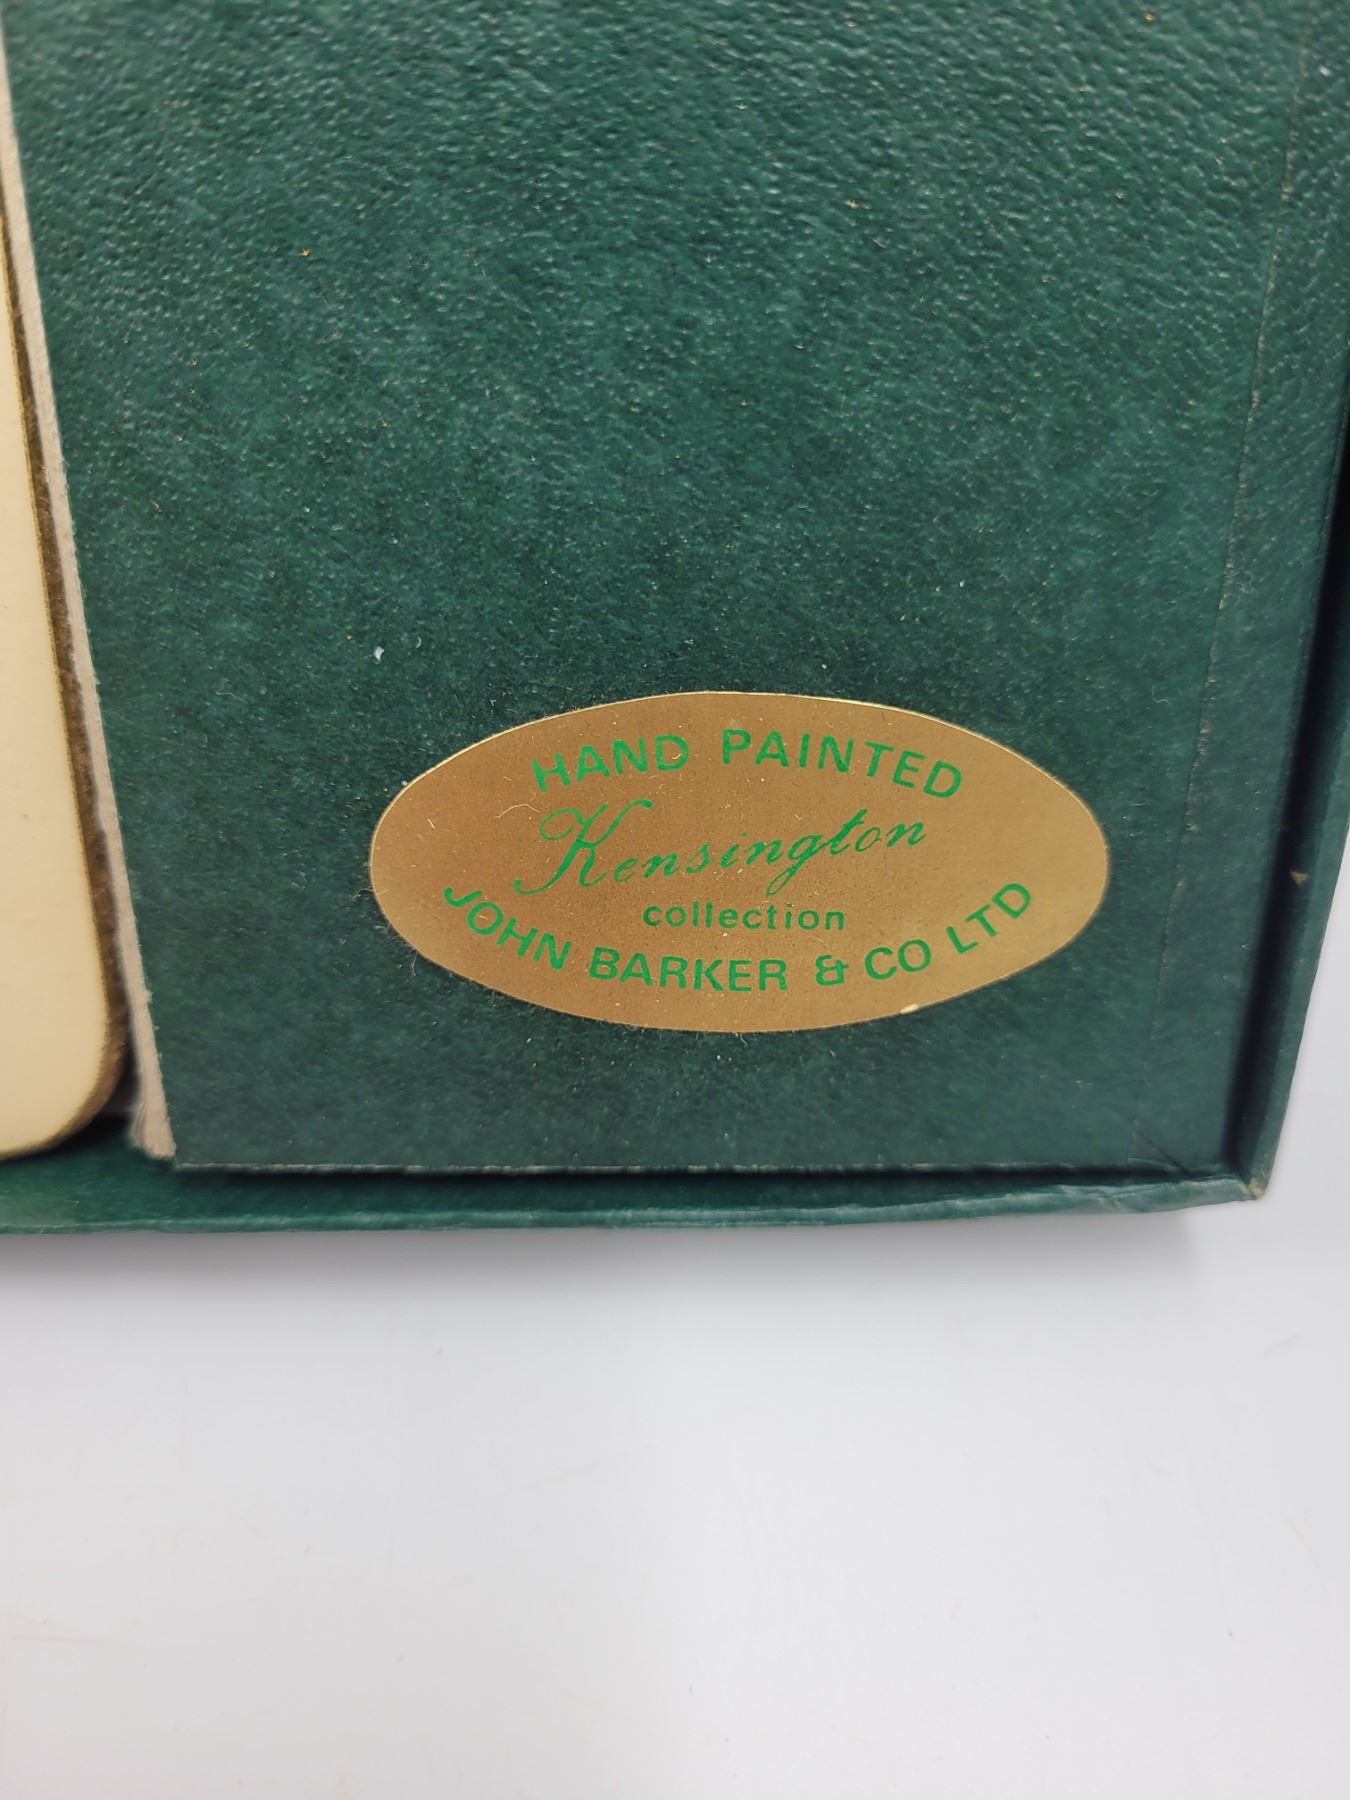 HAND PAINTED
Kensington
collection
JOHN BARKER & CO LTD